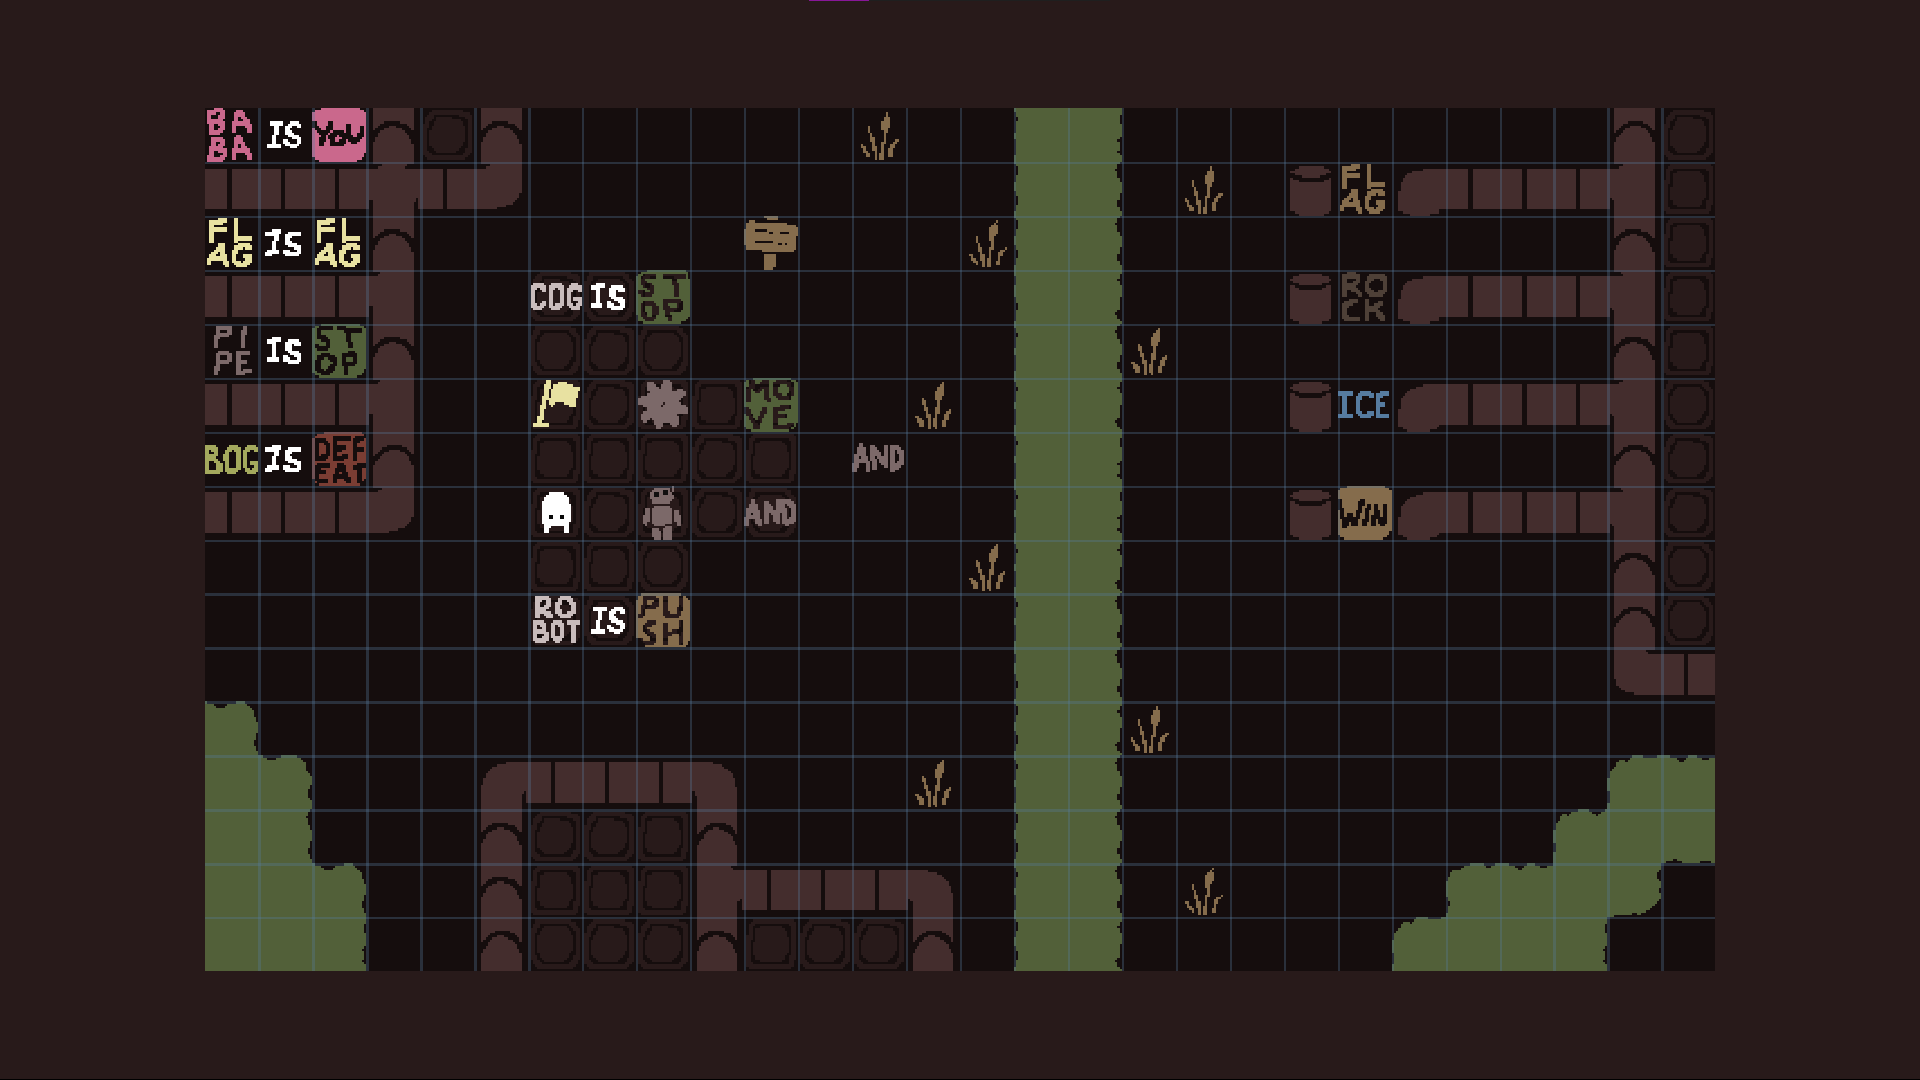 BABA IS YOU
FLAG
FLAG IS FLAG
COG IS STOP
ROCK
PIPE IS STOP
MOVE
ICE
BOG IS DEFEAT
AND
AND
WIN
ROBOT IS PUSH